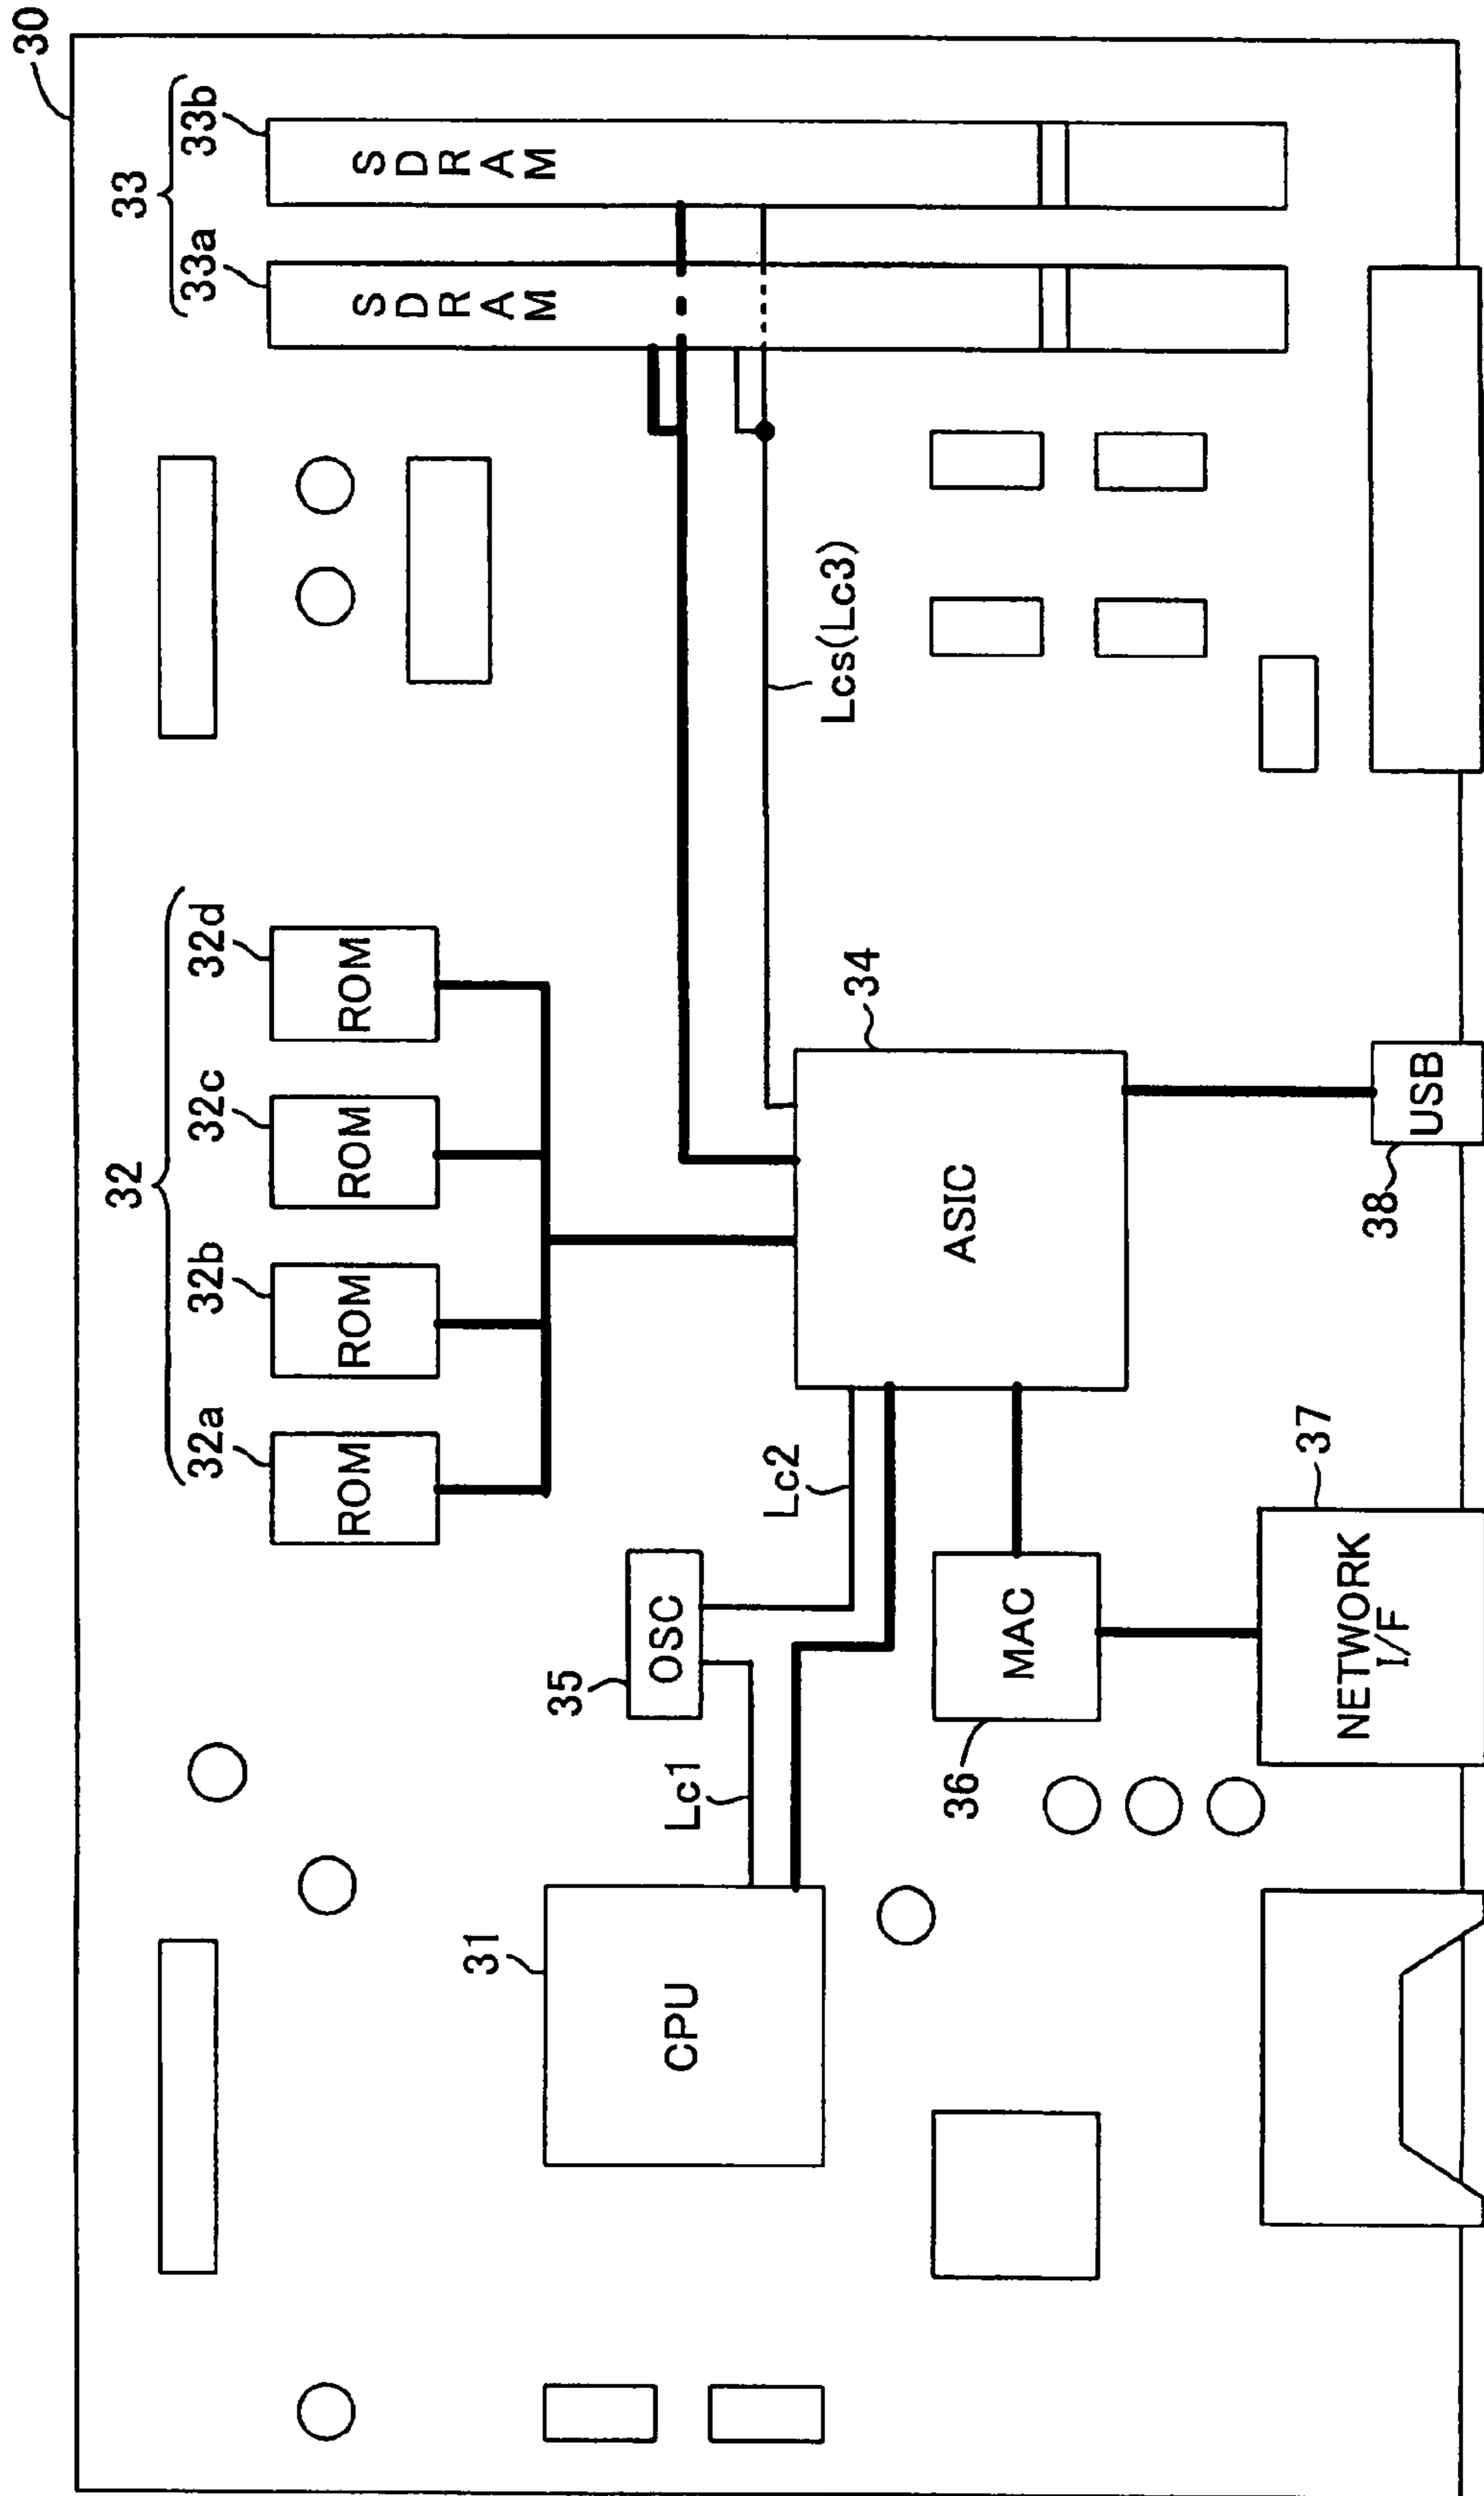 30
33
33a
33b
SDRAM
SDRAM
32
32a
32b
32c
32d
ROM
ROM
ROM
ROM
35
OSC
Lc1
Lc2
Lcs(Lc3)
31
CPU
34
ASIC
36
MAC
37
NETWORK
I/F
38
USB